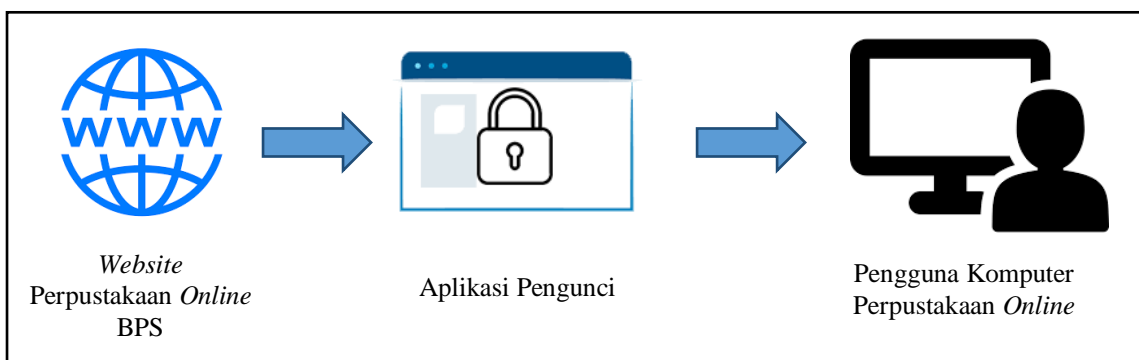 WWW
Website
Perpustakaan Online
BPS
Aplikasi Pengunci
Pengguna Komputer
Perpustakaan Online